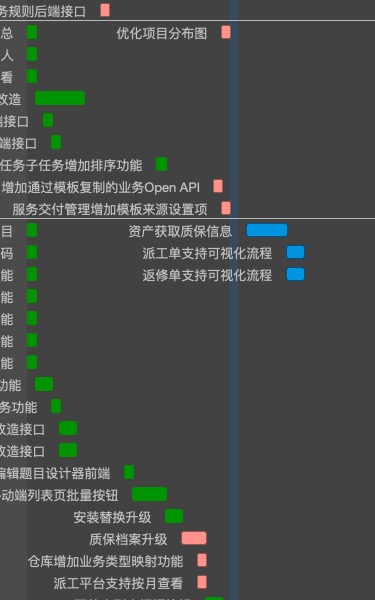 务规则后端接口
总
优化项目分布图
人
看
改造
端接口
端接口
任务子任务增加排序功能
增加通过模板复制的业务Open API
服务交付管理增加模板来源设置项
目
资产获取质保信息
码
派工单支持可视化流程
能
返修单支持可视化流程
能
能
能
能
功能
务功能
改造接口
改造接口
编辑题目设计器前端
动端列表页批量按钮
安装替换升级
质保档案升级
仓库增加业务类型映射功能
派工平台支持按月查看